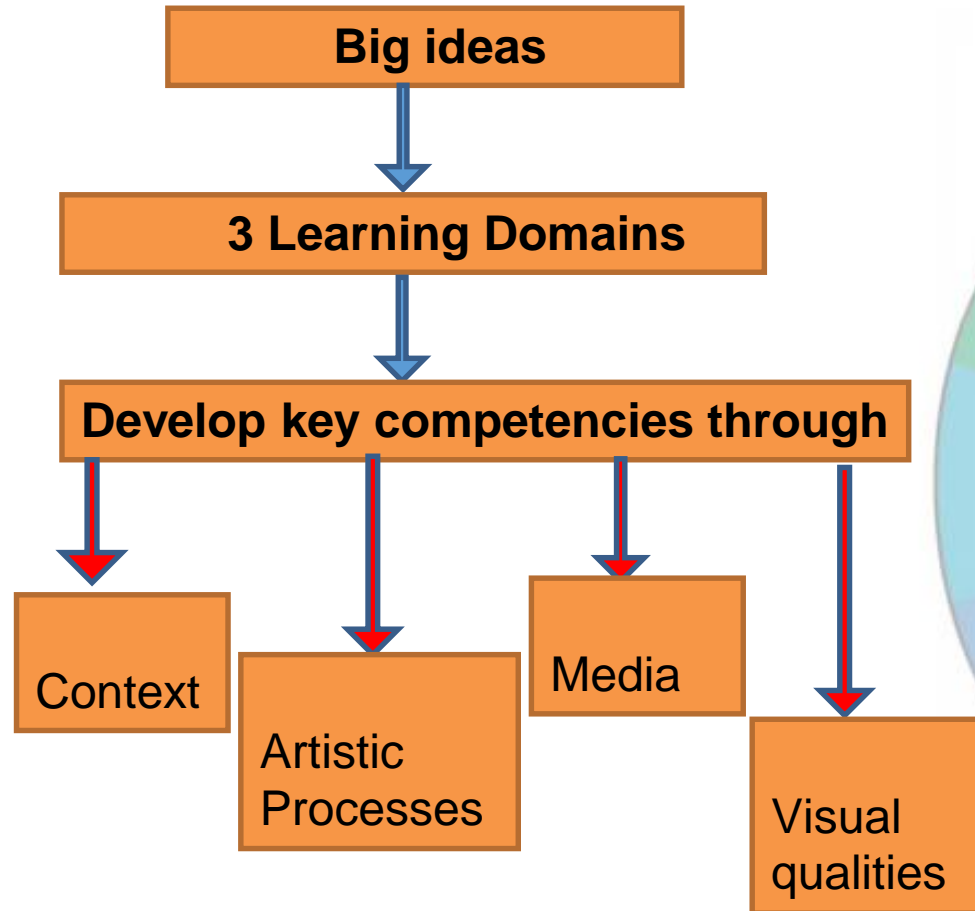 Big ideas
3 Learning Domains
Develop key competencies through
Context
Artistic
Processes
Media
Visual
qualities